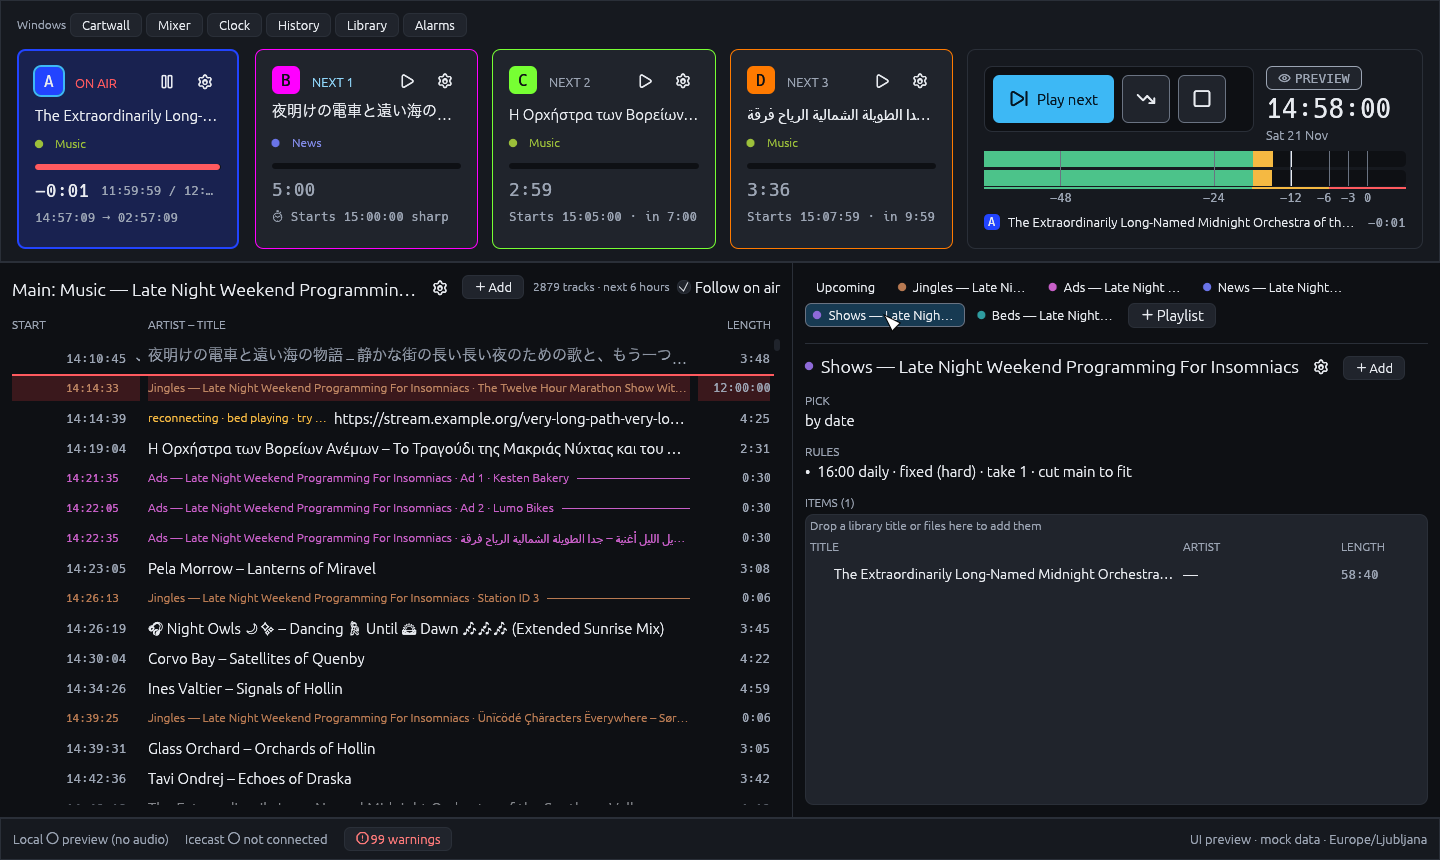 Windows Cartwall Mixer Clock History Library Alarms
A ON AIR
The Extraordinarily Long-…
Music
−0:01 11:59:59 / 12:…
14:57:09 → 02:57:09
B NEXT 1
夜明けの電車と遠い海の…
News
5:00
Starts 15:00:00 sharp
C NEXT 2
Η Ορχήστρα των Βορείων…
Music
2:59
Starts 15:05:00 · in 7:00
D NEXT 3
جدا الطويلة الشمالية الرياح فرقة…
Music
3:36
Starts 15:07:59 · in 9:59
Play next
PREVIEW
14:58:00
Sat 21 Nov
−48 −24 −12 −6 −3 0
A The Extraordinarily Long-Named Midnight Orchestra of th… −0:01
Main: Music — Late Night Weekend Programmin… + Add 2879 tracks · next 6 hours Follow on air
START ARTIST – TITLE LENGTH
14:10:45 夜明けの電車と遠い海の物語 – 静かな街の長い長い夜のための歌と、もう一つ… 3:48
14:14:33 Jingles — Late Night Weekend Programming For Insomniacs · The Twelve Hour Marathon Show Wit… 12:00:00
14:14:39 reconnecting · bed playing · try … https://stream.example.org/very-long-path-very-lo… 4:25
14:19:04 Η Ορχήστρα των Βορείων Ανέμων – Το Τραγούδι της Μακριάς Νύχτας και του … 2:31
14:21:35 Ads — Late Night Weekend Programming For Insomniacs · Ad 1 · Kesten Bakery 0:30
14:22:05 Ads — Late Night Weekend Programming For Insomniacs · Ad 2 · Lumo Bikes 0:30
14:22:35 Ads — Late Night Weekend Programming For Insomniacs · فرقة الرياح الشمالية الطويلة جدا – أغنية الليل… 0:30
14:23:05 Pela Morrow – Lanterns of Miravel 3:08
14:26:13 Jingles — Late Night Weekend Programming For Insomniacs · Station ID 3 0:06
14:26:19 🎧 Night Owls 🌙✨ – Dancing 💃 Until 🌅 Dawn 🎶🎶🎶 (Extended Sunrise Mix) 3:45
14:30:04 Corvo Bay – Satellites of Quenby 4:22
14:34:26 Ines Valtier – Signals of Hollin 4:59
14:39:25 Jingles — Late Night Weekend Programming For Insomniacs · Ünïcödé Çhäracters Ëverywhere – Sør… 0:06
14:39:31 Glass Orchard – Orchards of Hollin 3:05
14:42:36 Tavi Ondrej – Echoes of Draska 3:42
Upcoming Jingles — Late Ni… Ads — Late Night … News — Late Night…
Shows — Late Nigh… Beds — Late Night… + Playlist
Shows — Late Night Weekend Programming For Insomniacs + Add
PICK
by date
RULES
• 16:00 daily · fixed (hard) · take 1 · cut main to fit
ITEMS (1)
Drop a library title or files here to add them
TITLE ARTIST LENGTH
The Extraordinarily Long-Named Midnight Orchestra… — 58:40
Local preview (no audio) Icecast not connected 99 warnings UI preview · mock data · Europe/Ljubljana